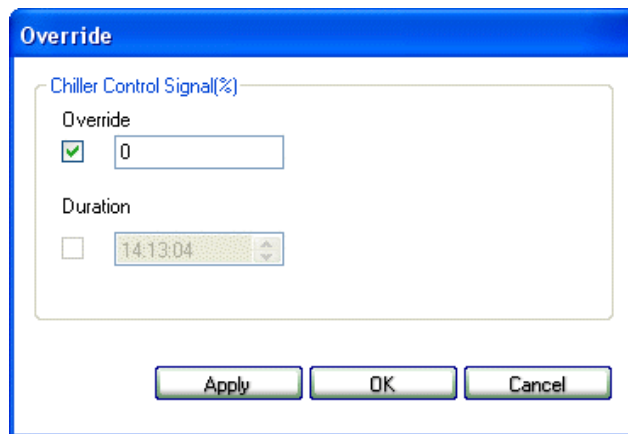 Override
Chiller Control Signal(%)
Override
0
Duration
14:13:04
Apply OK Cancel